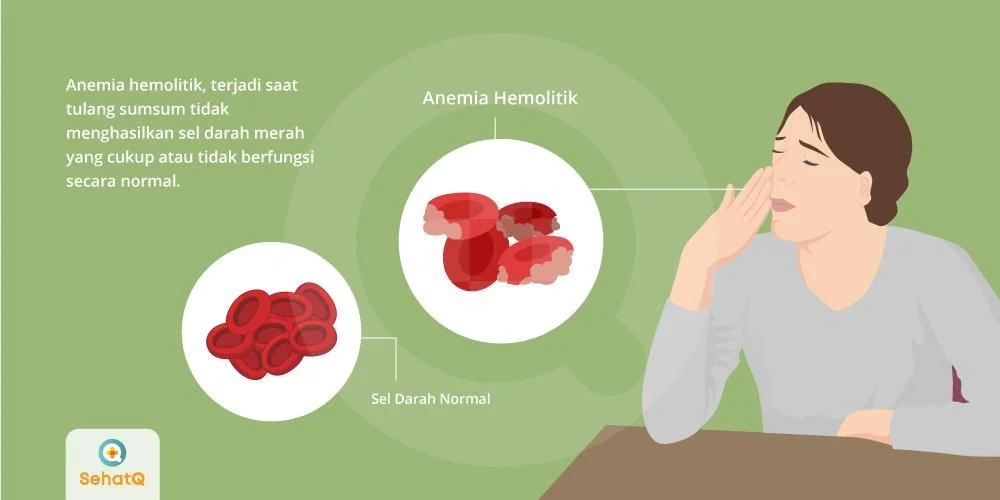 Anemia hemolitik, terjadi saat
tulang sumsum tidak
menghasilkan sel darah merah
yang cukup atau tidak berfungsi
secara normal.
Anemia Hemolitik
Sel Darah Normal
SehatQ